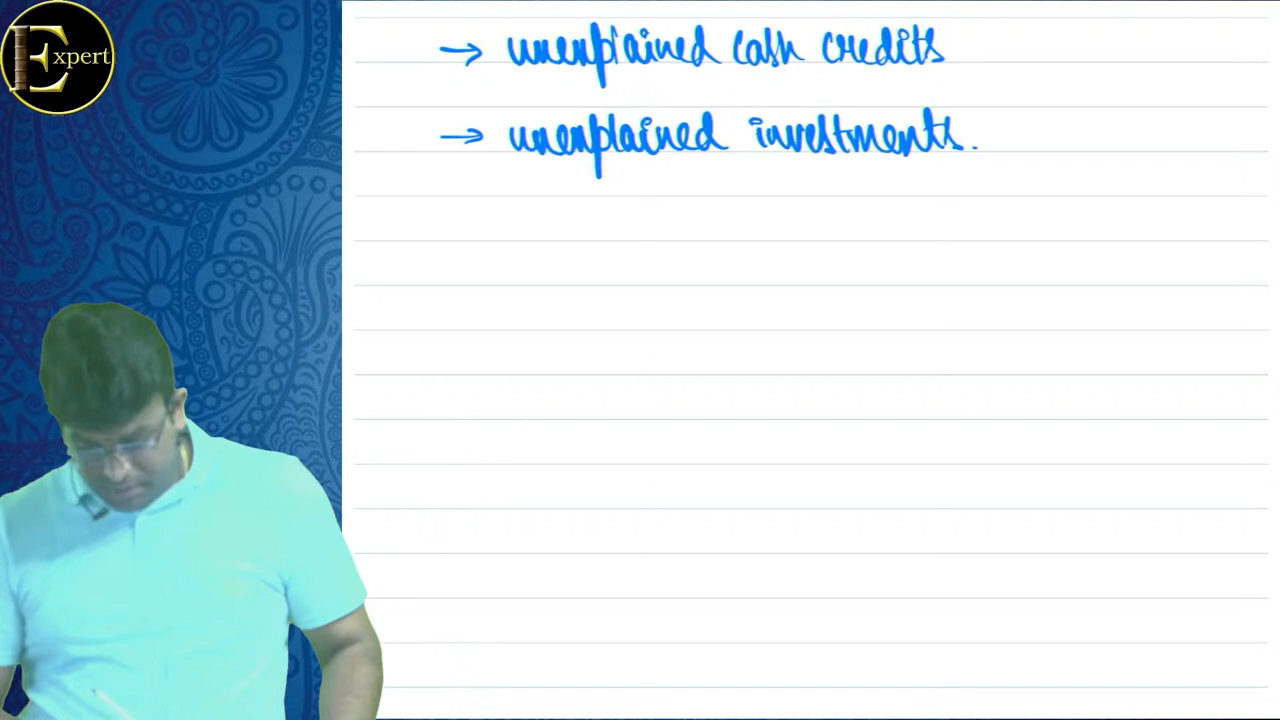 Expert
→ unexplained cash credits
→ unexplained investments.